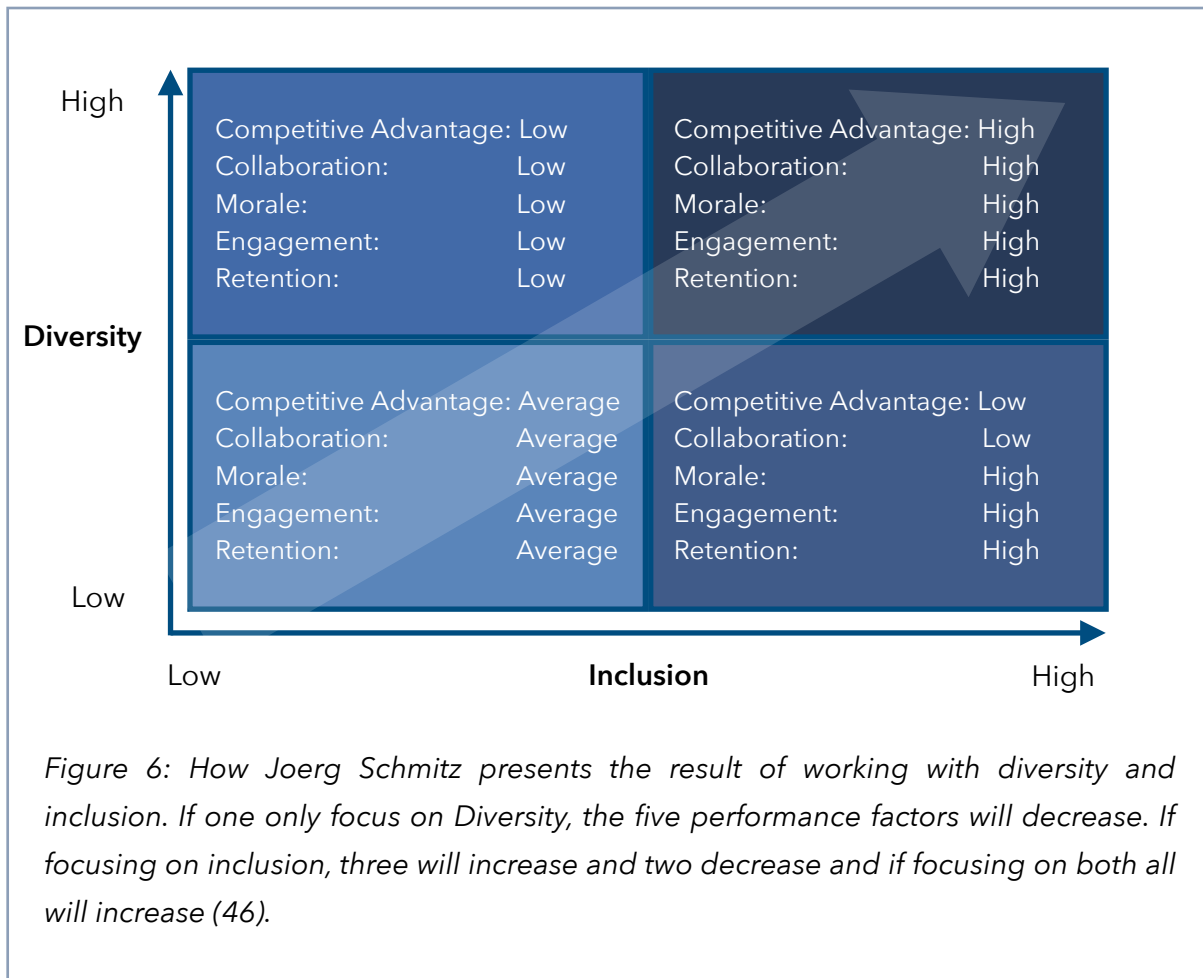 High
Competitive Advantage: Low
Collaboration: Low
Morale: Low
Engagement: Low
Retention: Low
Competitive Advantage: High
Collaboration: High
Morale: High
Engagement: High
Retention: High
Diversity
Competitive Advantage: Average
Collaboration: Average
Morale: Average
Engagement: Average
Retention: Average
Competitive Advantage: Low
Collaboration: Low
Morale: High
Engagement: High
Retention: High
Low
Low
Inclusion
High
Figure 6: How Joerg Schmitz presents the result of working with diversity and
inclusion. If one only focus on Diversity, the five performance factors will decrease. If
focusing on inclusion, three will increase and two decrease and if focusing on both all
will increase (46).